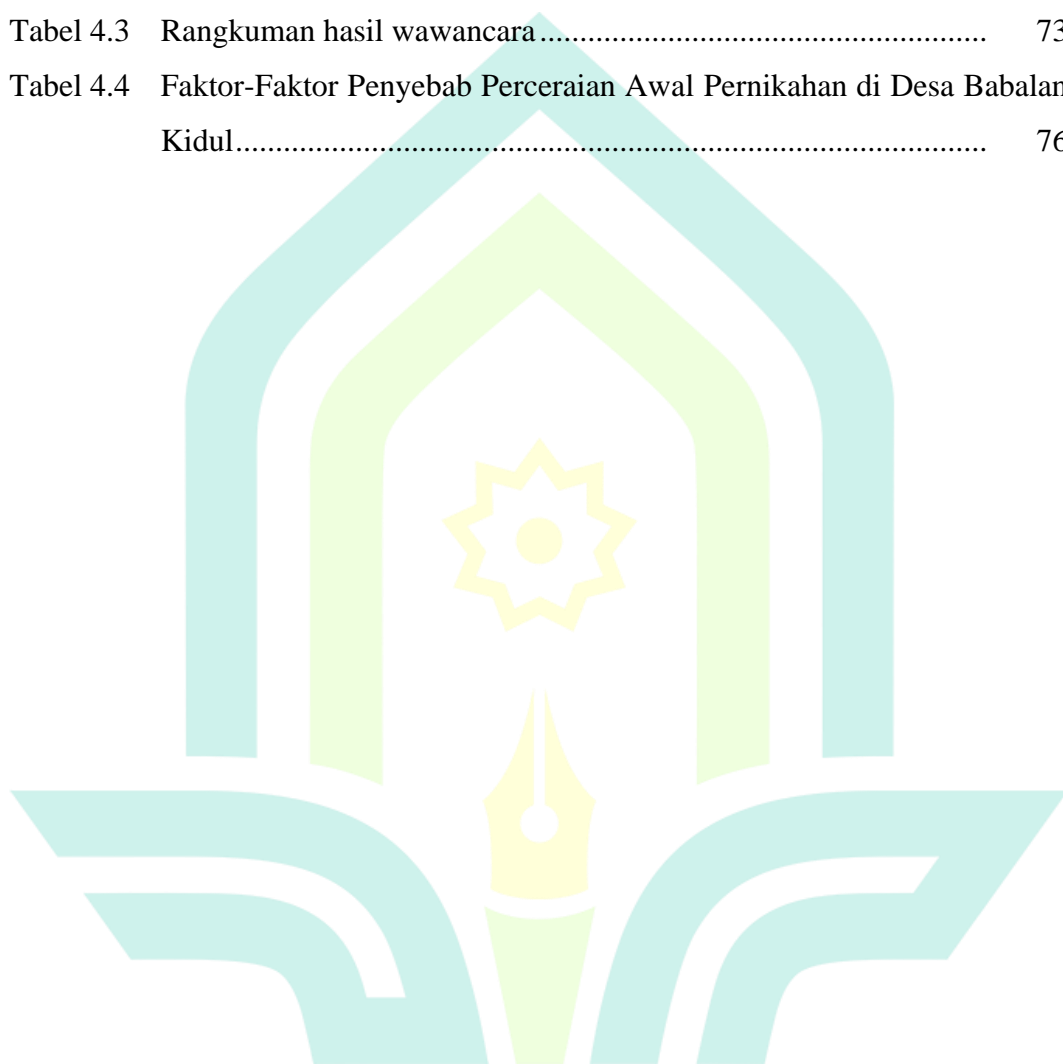 Tabel 4.3 Rangkuman hasil wawancara.................................................. 73
Tabel 4.4 Faktor-Faktor Penyebab Perceraian Awal Pernikahan di Desa Babalan
Kidul.................................................................................... 76